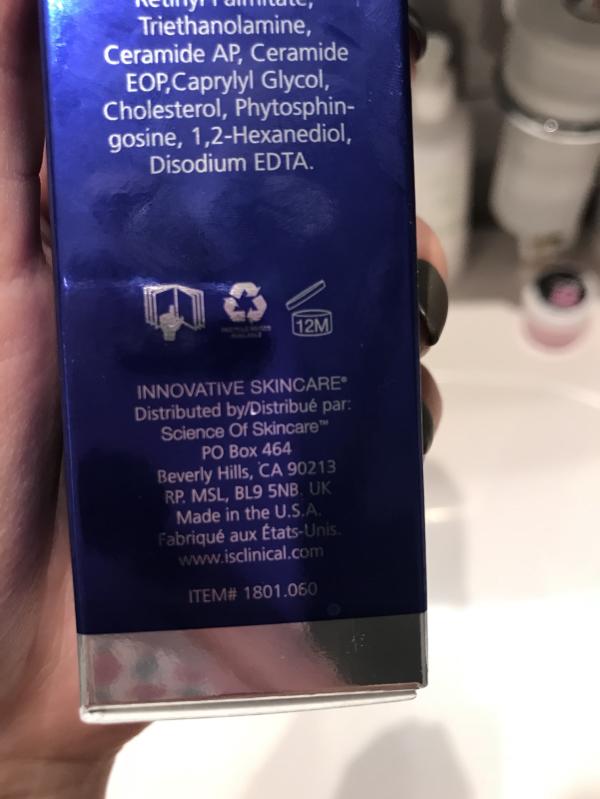 Retinyl Palmitate,
Triethanolamine,
Ceramide AP, Ceramide
EOP,Caprylyl Glycol,
Cholesterol, Phytosphin-
gosine, 1,2-Hexanediol,
Disodium EDTA.
12M
INNOVATIVE SKINCARE®
Distributed by/Distribué par:
Science Of Skincare™
PO Box 464
Beverly Hills, CA 90213
RP. MSL, BL9 5NB. UK
Made in the U.S.A.
Fabriqué aux États-Unis.
www.isclinical.com
ITEM# 1801.060